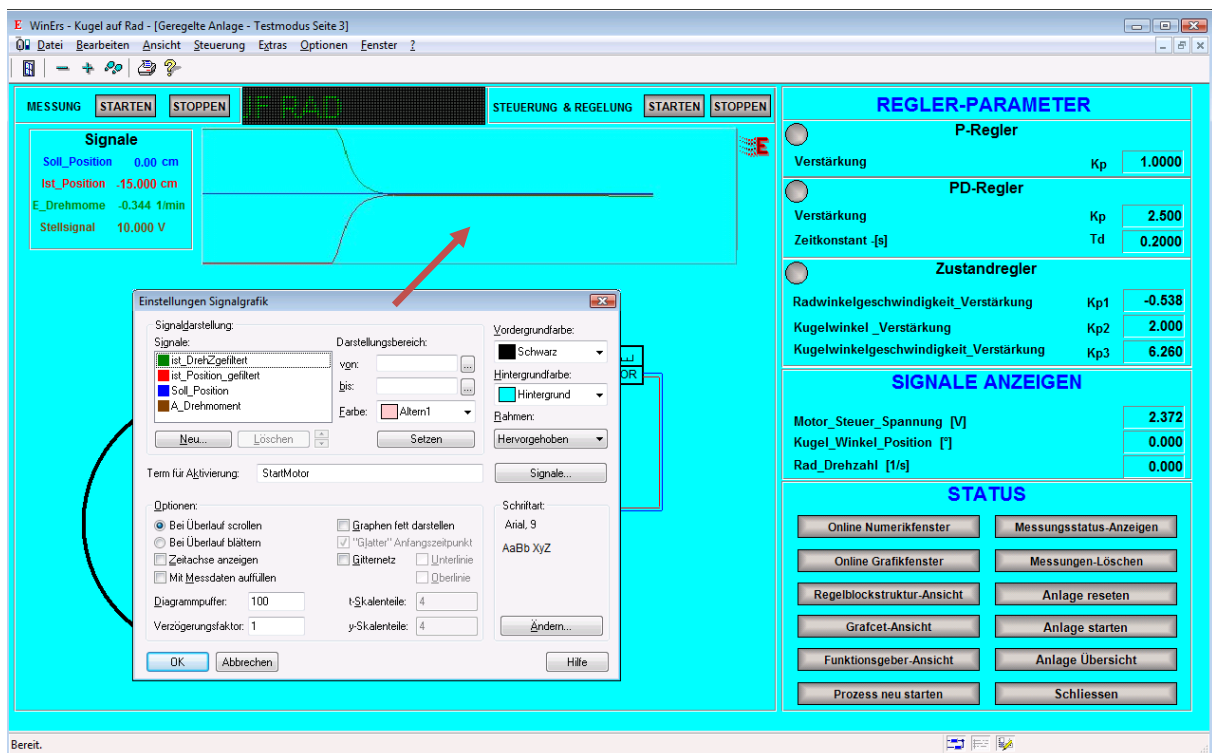 E WinErs - Kugel auf Rad - [Geregelte Anlage - Testmodus Seite 3]
Datei Bearbeiten Ansicht Steuerung Extras Optionen Fenster ?
MESSUNG STARTEN STOPPEN UF RAD STEUERUNG & REGELUNG STARTEN STOPPEN
Signale
Soll_Position 0.00 cm
Ist_Position -15.000 cm
E_Drehmome -0.344 1/min
Stellsignal 10.000 V
E
REGLER-PARAMETER
P-Regler
Verstärkung Kp 1.0000
PD-Regler
Verstärkung Kp 2.500
Zeitkonstant -[s] Td 0.2000
Zustandregler
Radwinkelgeschwindigkeit_Verstärkung Kp1 -0.538
Kugelwinkel _Verstärkung Kp2 2.000
Kugelwinkelgeschwindigkeit_Verstärkung Kp3 6.260
SIGNALE ANZEIGEN
Motor_Steuer_Spannung [V] 2.372
Kugel_Winkel_Position [°] 0.000
Rad_Drehzahl [1/s] 0.000
STATUS
Online Numerikfenster Messungsstatus-Anzeigen
Online Grafikfenster Messungen-Löschen
Regelblockstruktur-Ansicht Anlage reseten
Grafcet-Ansicht Anlage starten
Funktionsgeber-Ansicht Anlage Übersicht
Prozess neu starten Schliessen
Einstellungen Signalgrafik
Signaldarstellung:
Signale:
ist_DrehZgefiltert
ist_Position_gefiltert
Soll_Position
A_Drehmoment
Darstellungsbereich:
von: ...
bis: ...
Farbe: Altern1
Neu... Löschen Setzen
Term für Aktivierung: StartMotor
Vordergrundfarbe:
Schwarz
Hintergrundfarbe:
Hintergrund
Rahmen:
Hervorgehoben
Signale...
OR
Optionen:
Bei Überlauf scrollen
Bei Überlauf blättern
Zeitachse anzeigen
Mit Messdaten auffüllen
Graphen fett darstellen
"Glatter" Anfangszeitpunkt
Gitternetz Unterlinie
Oberlinie
Diagrammpuffer: 100 t-Skalenteile: 4
Verzögerungsfaktor: 1 y-Skalenteile: 4
Schriftart:
Arial, 9
AaBb XyZ
Ändern...
OK Abbrechen Hilfe
Bereit.